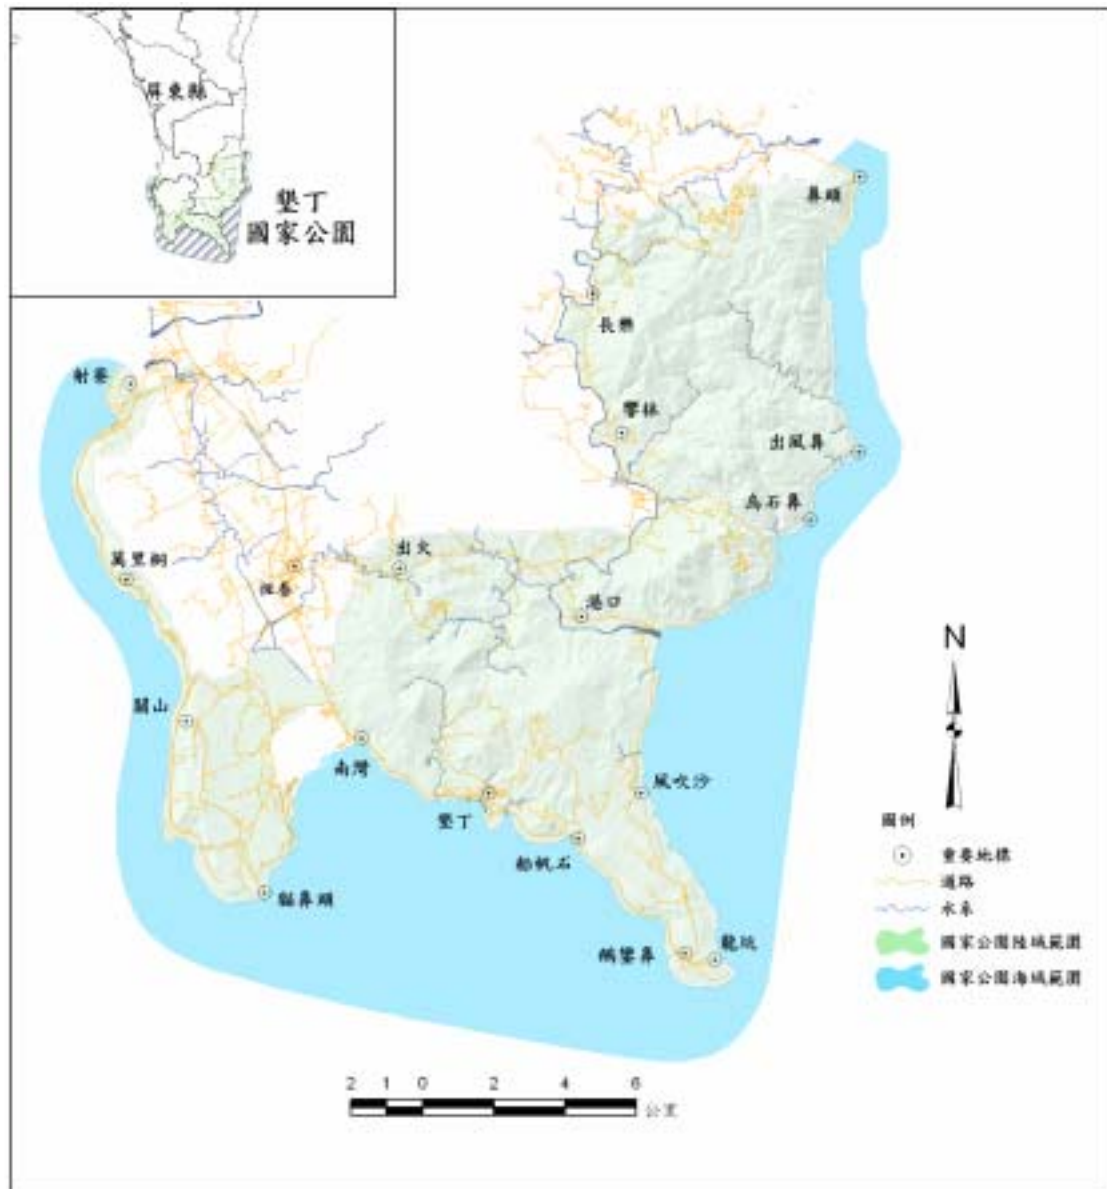 屏東縣
墾丁
國家公園
鼻頭
長樂
射寮
響林
出風鼻
烏石鼻
出火
萬里桐
恆春
港口
N
關山
南灣
風吹沙
墾丁
圖例
船帆石
重要地標
道路
貓鼻頭
水系
鵝鑾鼻
龍坑
國家公園陸域範圍
國家公園海域範圍
2 1 0 2 4 6
公里